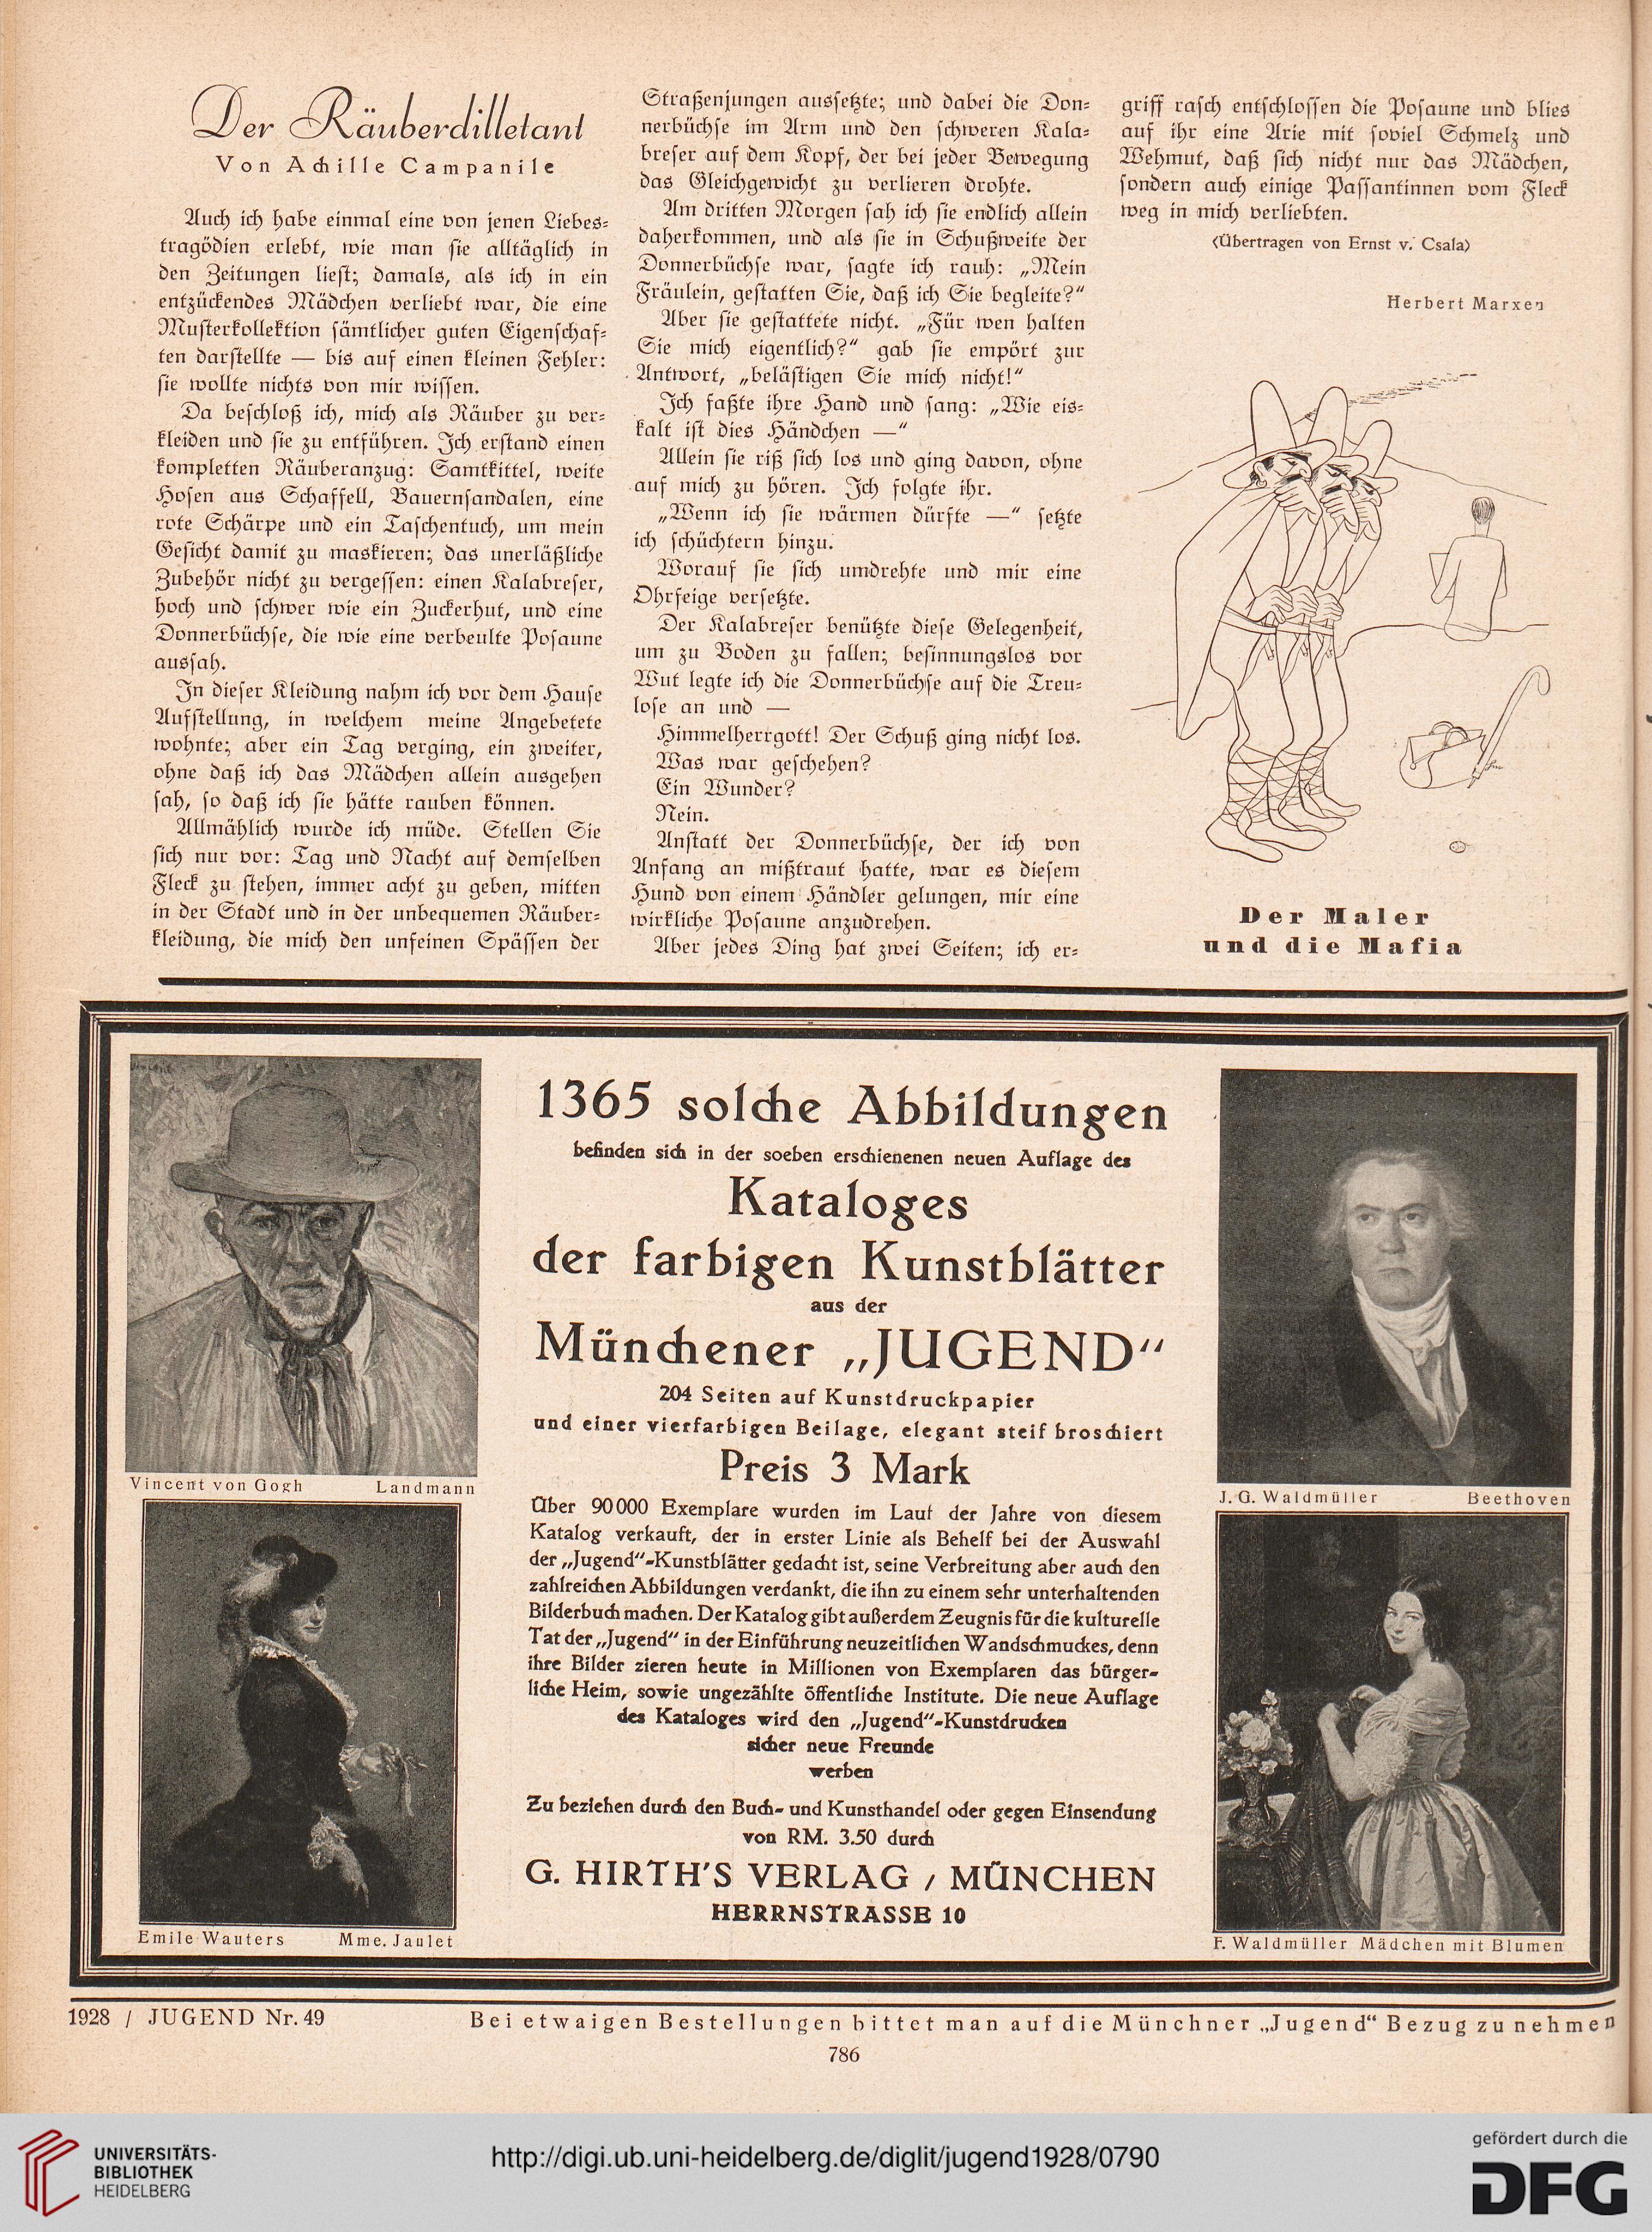 Der Räuberdilletant
Von Achille Campanile
Auch ich habe einmal eine von jenen Liebes-
tragödien erlebt, wie man sie alltäglich in
den Zeitungen liest; damals, als ich in ein
entzückendes Mädchen verliebt war, die eine
Musterkollektion sämtlicher guten Eigenschaf-
ten darstellte — bis auf einen kleinen Fehler:
sie wollte nichts von mir wissen.
Da beschloß ich, mich als Räuber zu ver-
kleiden und sie zu entführen. Ich erstand einen
kompletten Räuberanzug: Samtkittel, weite
Hosen aus Schaffell, Bauernsandalen, eine
rote Schärpe und ein Taschentuch, um mein
Gesicht damit zu maskieren; das unerläßliche
Zubehör nicht zu vergessen: einen Kalabreser,
hoch und schwer wie ein Zuckerhut, und eine
Donnerbüchse, die wie eine verbeulte Posaune
aussah.
In dieser Kleidung nahm ich vor dem Hause
Aufstellung, in welchem meine Angebetete
wohnte; aber ein Tag verging, ein zweiter,
ohne daß ich das Mädchen allein ausgehen
sah, so daß ich sie hätte rauben können.
Allmählich wurde ich müde. Stellen Sie
sich nur vor: Tag und Nacht auf demselben
Fleck zu stehen, immer acht zu geben, mitten
in der Stadt und in der unbequemen Räuber-
kleidung, die mich den unfeinen Spässen der
Straßenjungen aussetzte; und dabei die Don-
nerbüchse im Arm und den schweren Kala-
breser auf dem Kopf, der bei jeder Bewegung
das Gleichgewicht zu verlieren drohte.
Am dritten Morgen sah ich sie endlich allein
daherkommen, und als sie in Schußweite der
Donnerbüchse war, sagte ich rauh: „Mein
Fräulein, gestatten Sie, daß ich Sie begleite?“
Aber sie gestattete nicht. „Für wen halten
Sie mich eigentlich?“ gab sie empört zur
Antwort, „belästigen Sie mich nicht!“
Ich faßte ihre Hand und sang: „Wie eis-
kalt ist dies Händchen —“
Allein sie riß sich los und ging davon, ohne
auf mich zu hören. Ich folgte ihr.
„Wenn ich sie wärmen dürfte —“ setzte
ich schüchtern hinzu.
Worauf sie sich umdrehte und mir eine
Ohrfeige versetzte.
Der Kalabreser benützte diese Gelegenheit,
um zu Boden zu fallen; besinnungslos vor
Wut legte ich die Donnerbüchse auf die Treu-
lose an und —
Himmelherrgott! Der Schuß ging nicht los.
Was war geschehen?
Ein Wunder?
Nein.
Anstatt der Donnerbüchse, der ich von
Anfang an mißtraut hatte, war es diesem
Hund von einem Händler gelungen, mir eine
wirkliche Posaune anzudrehen.
Aber jedes Ding hat zwei Seiten; ich er-
griff rasch entschlossen die Posaune und blies
auf ihr eine Arie mit soviel Schmelz und
Wehmut, daß sich nicht nur das Mädchen,
sondern auch einige Passantinnen vom Fleck
weg in mich verliebten.
(Übertragen von Ernst v. Csala)
Herbert Marxen
Der Maler
und die Mafia
1365 solche Abbildungen
befinden sich in der soeben erschienenen neuen Auflage des
Kataloges
der farbigen Kunstblätter
aus der
Münchener „JUGEND“
204 Seiten auf Kunstdruckpapier
und einer vierfarbigen Beilage, elegant steif broschiert
Preis 3 Mark
Über 90000 Exemplare wurden im Lauf der Jahre von diesem
Katalog verkauft, der in erster Linie als Behelf bei der Auswahl
der „Jugend“-Kunstblätter gedacht ist, seine Verbreitung aber auch den
zahlreichen Abbildungen verdankt, die ihn zu einem sehr unterhaltenden
Bilderbuch machen. Der Katalog gibt außerdem Zeugnis für die kulturelle
Tat der „Jugend“ in der Einführung neuzeitlichen Wandschmuckes, denn
ihre Bilder zieren heute in Millionen von Exemplaren das bürger-
liche Heim, sowie ungezählte öffentliche Institute. Die neue Auflage
des Kataloges wird den „Jugend“-Kunstdrucken
sicher neue Freunde
werben
Zu beziehen durch den Buch- und Kunsthandel oder gegen Einsendung
von RM. 3.50 durch
G. HIRTH'S VERLAG / MÜNCHEN
HERRNSTRASSE 10
Vincent von Gogh Landmann
Emile Wauters Mme. Jaulet
J. G. Waldmüller Beethoven
F. Waldmüller Mädchen mit Blumen
1928 / JUGEND Nr. 49
Bei etwaigen Bestellungen bittet man auf die Münchner „Jugend“ Bezug zu nehmen
786
UNIVERSITÄTS-
BIBLIOTHEK
HEIDELBERG
http://digi.ub.uni-heidelberg.de/diglit/jugend1928/0790
gefördert durch die
DFG